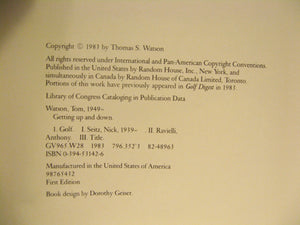 Copyright © 1983 by Thomas S. Watson
All rights reserved under International and Pan-American Copyright Conventions.
Published in the United States by Random House, Inc., New York, and
simultaneously in Canada by Random House of Canada Limited, Toronto.
Portions of this work have previously appeared in Golf Digest in 1983.
Library of Congress Cataloging in Publication Data
Watson, Tom, 1949–
Getting up and down.
1. Golf. I. Seitz, Nick, 1939– II. Ravielli,
Anthony. III. Title.
GV965.W28 1983 796.352'3 82-48963
ISBN 0-394-53142-6
Manufactured in the United States of America
98765432
First Edition
Book design by Dorothy Geiser.